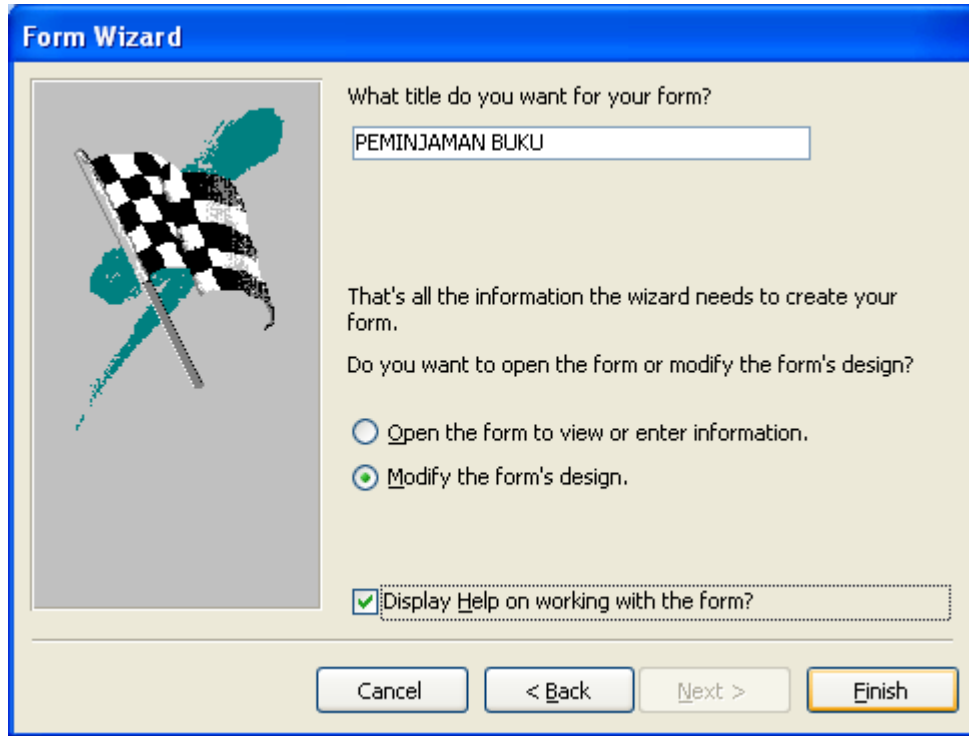 Form Wizard
What title do you want for your form?
PEMINJAMAN BUKU
That's all the information the wizard needs to create your
form.
Do you want to open the form or modify the form's design?
Open the form to view or enter information.
Modify the form's design.
Display Help on working with the form?
Cancel < Back Next > Finish